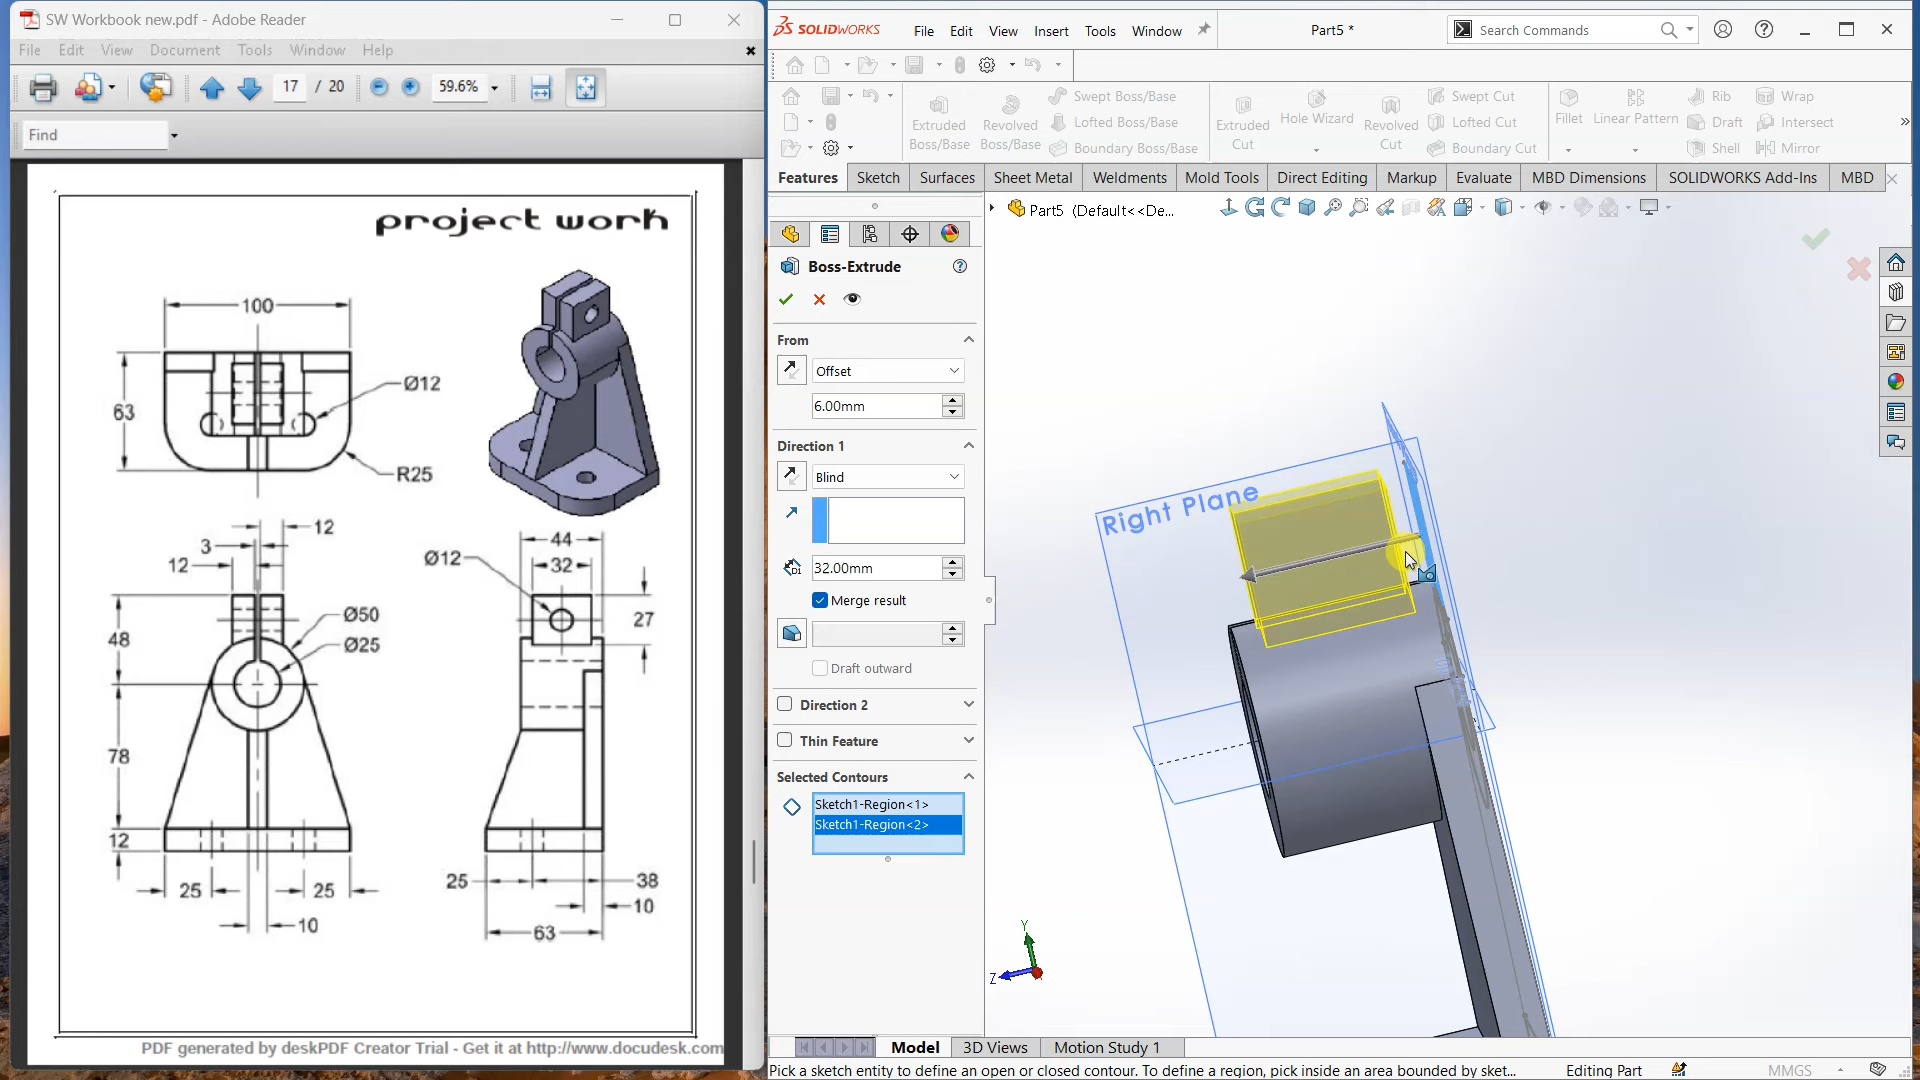 SW Workbook new.pdf - Adobe Reader
File Edit View Document Tools Window Help
17 / 20 59.6%
Find
project work
100
63
Ø12
R25
12
3
12
48
Ø50
Ø25
78
12
25
25
10
44
32
Ø12
27
25
38
10
63
PDF generated by deskPDF Creator Trial - Get it at http://www.docudesk.com
SOLIDWORKS File Edit View Insert Tools Window Part5 * Search Commands
Extruded Boss/Base
Revolved Boss/Base
Swept Boss/Base
Lofted Boss/Base
Boundary Boss/Base
Extruded Cut
Hole Wizard
Revolved Cut
Swept Cut
Lofted Cut
Boundary Cut
Fillet
Linear Pattern
Rib
Draft
Shell
Wrap
Intersect
Mirror
Features Sketch Surfaces Sheet Metal Weldments Mold Tools Direct Editing Markup Evaluate MBD Dimensions SOLIDWORKS Add-Ins MBD
Part5 (Default<<De...
Boss-Extrude
From
Offset
6.00mm
Direction 1
Blind
D1
32.00mm
Merge result
Draft outward
Direction 2
Thin Feature
Selected Contours
Sketch1-Region<1>
Sketch1-Region<2>
Right Plane
Y
Z
Model 3D Views Motion Study 1
Pick a sketch entity to define an open or closed contour. To define a region, pick inside an area bounded by sket... Editing Part MMGS